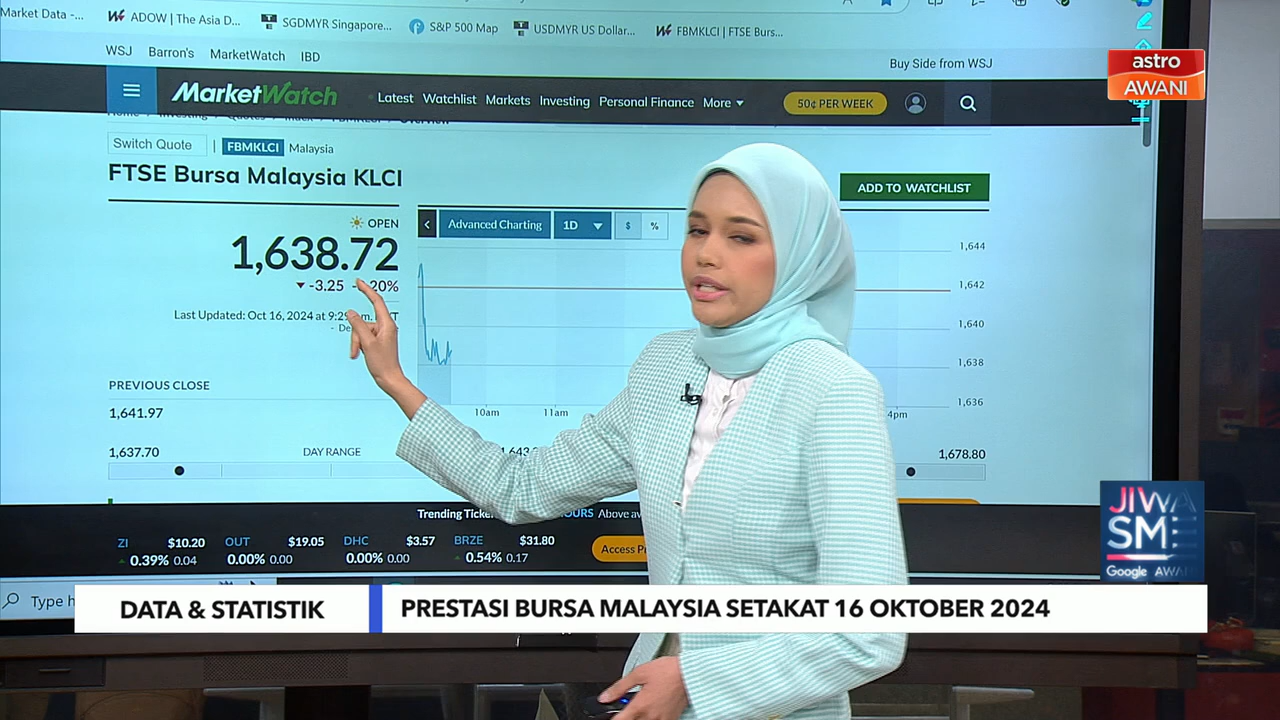 Market Data -...
ADOW | The Asia D...
SGDMYR Singapore...
S&P 500 Map
USDMYR US Dollar...
FBMKLCI | FTSE Burs...
WSJ Barron's MarketWatch IBD
Buy Side from WSJ
astro
AWANI
MarketWatch
Latest Watchlist Markets Investing Personal Finance More
50¢ PER WEEK
Switch Quote | FBMKLCI Malaysia
FTSE Bursa Malaysia KLCI
ADD TO WATCHLIST
OPEN
1,638.72
-3.25 20%
Last Updated: Oct 16, 2024 at 9:29
Advanced Charting 1D $ %
1,644
1,642
1,640
1,638
1,636
10am 11am 4pm
PREVIOUS CLOSE
1,641.97
1,637.70 DAY RANGE
1,678.80
Trending
ZI $10.20
0.39% 0.04
OUT $19.05
0.00% 0.00
DHC $3.57
0.00% 0.00
BRZE $31.80
0.54% 0.17
Access
Type
JIWA
SME
Google AWANI
DATA & STATISTIK
PRESTASI BURSA MALAYSIA SETAKAT 16 OKTOBER 2024